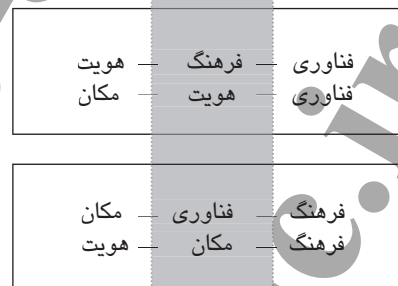 فناوری – فرهنگ – هویت
فناوری – هویت – مکان
فرهنگ – فناوری – مکان
فرهنگ – مکان – هویت